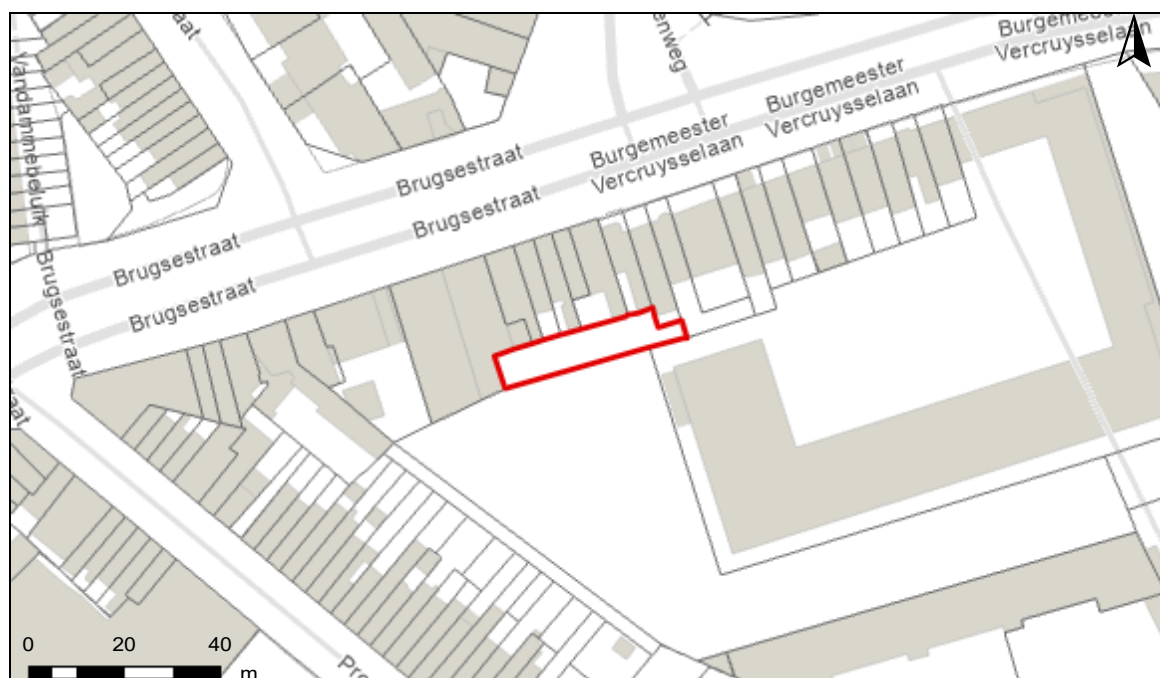 Burgemeester
Vercruysselaan
Burgemeester
Vercruysselaan
Burgemeester
Vercruysselaan
Brugsestraat
Brugsestraat
Brugsestraat
Brugsestraat
Vandammebeluik
Brugsestraat
0 20 40
m